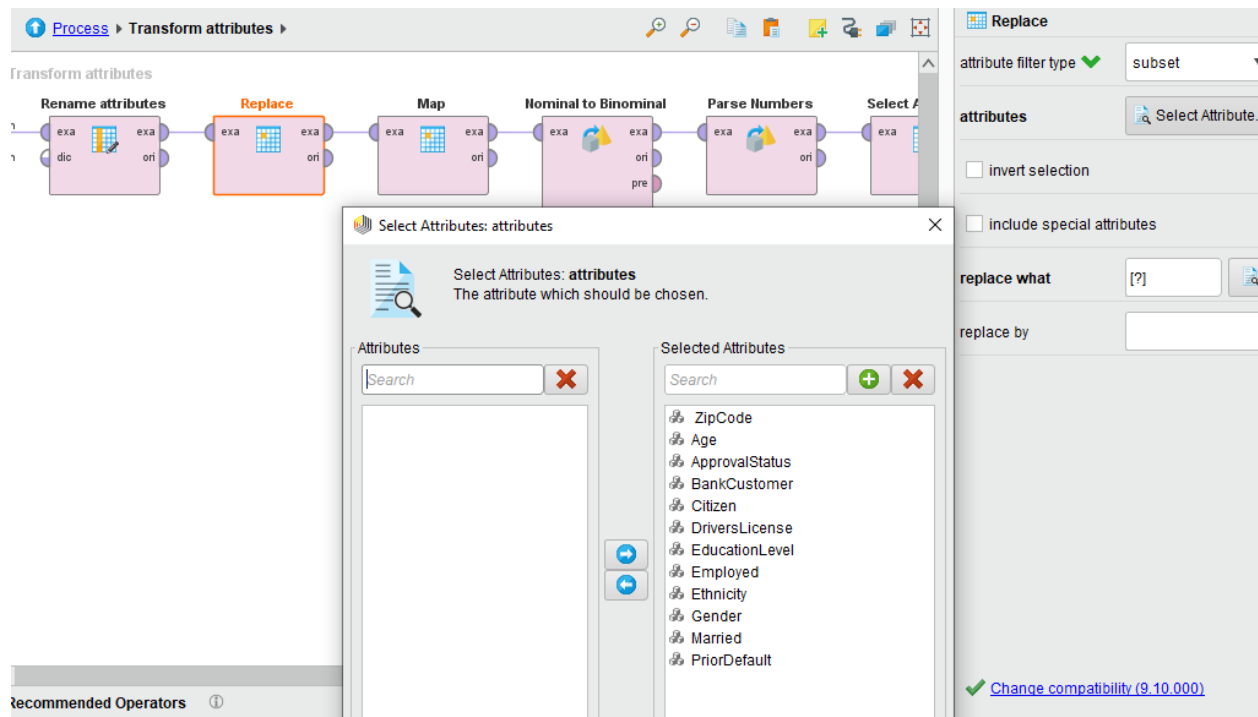 Process Transform attributes
Transform attributes
Rename attributes
exa exa
dic ori
Replace
exa exa
ori
Map
exa exa
ori
Nominal to Binominal
exa exa
ori
pre
Parse Numbers
exa exa
ori
Select A
exa
Select Attributes: attributes
Select Attributes: attributes
The attribute which should be chosen.
Attributes
Search
Selected Attributes
Search
ZipCode
Age
ApprovalStatus
BankCustomer
Citizen
DriversLicense
EducationLevel
Employed
Ethnicity
Gender
Married
PriorDefault
Recommended Operators
Replace
attribute filter type subset
attributes Select Attribute.
invert selection
include special attributes
replace what [?]
replace by
Change compatibility (9.10.000)